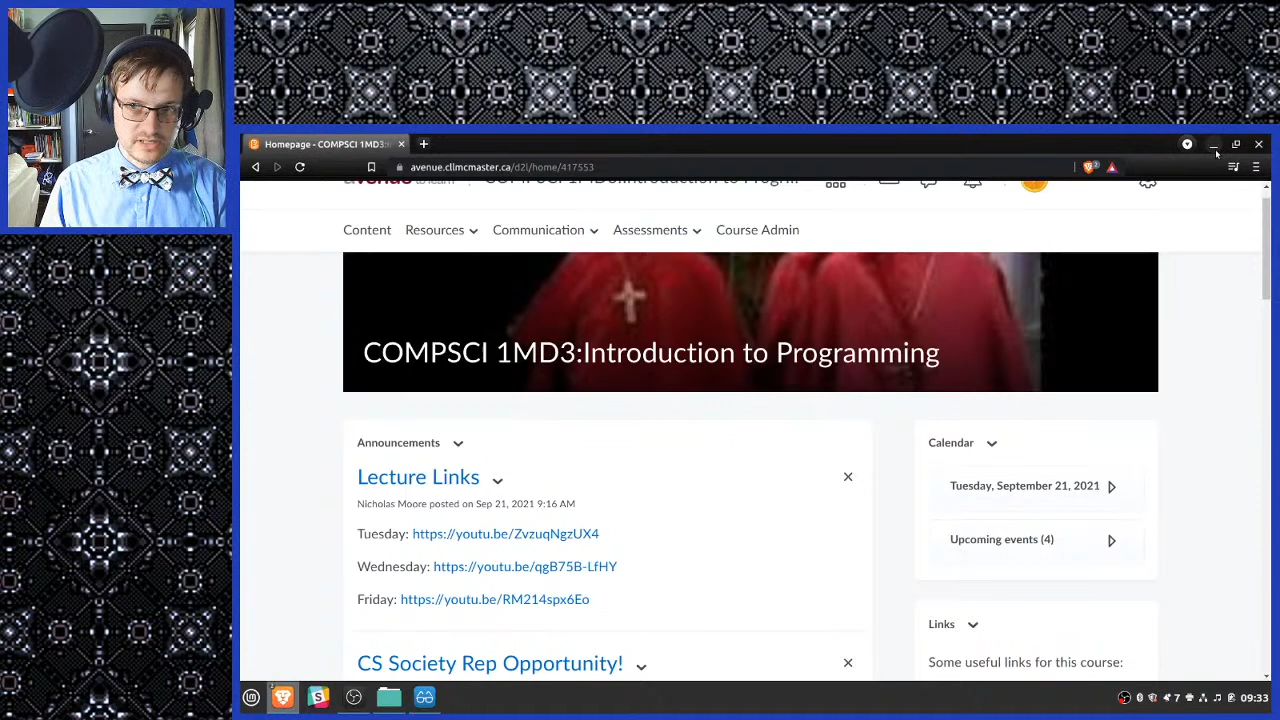 Homepage - COMPSCI 1MD3:I
avenue.cllmcmaster.ca/d2l/home/417553
2
Content
Resources
Communication
Assessments
Course Admin
COMPSCI 1MD3:Introduction to Programming
Announcements
Lecture Links
Nicholas Moore posted on Sep 21, 2021 9:16 AM
Tuesday: https://youtu.be/ZvzuqNgzUX4
Wednesday: https://youtu.be/qgB75B-LfHY
Friday: https://youtu.be/RM214spx6Eo
CS Society Rep Opportunity!
Calendar
Tuesday, September 21, 2021
Upcoming events (4)
Links
Some useful links for this course:
7
09:33